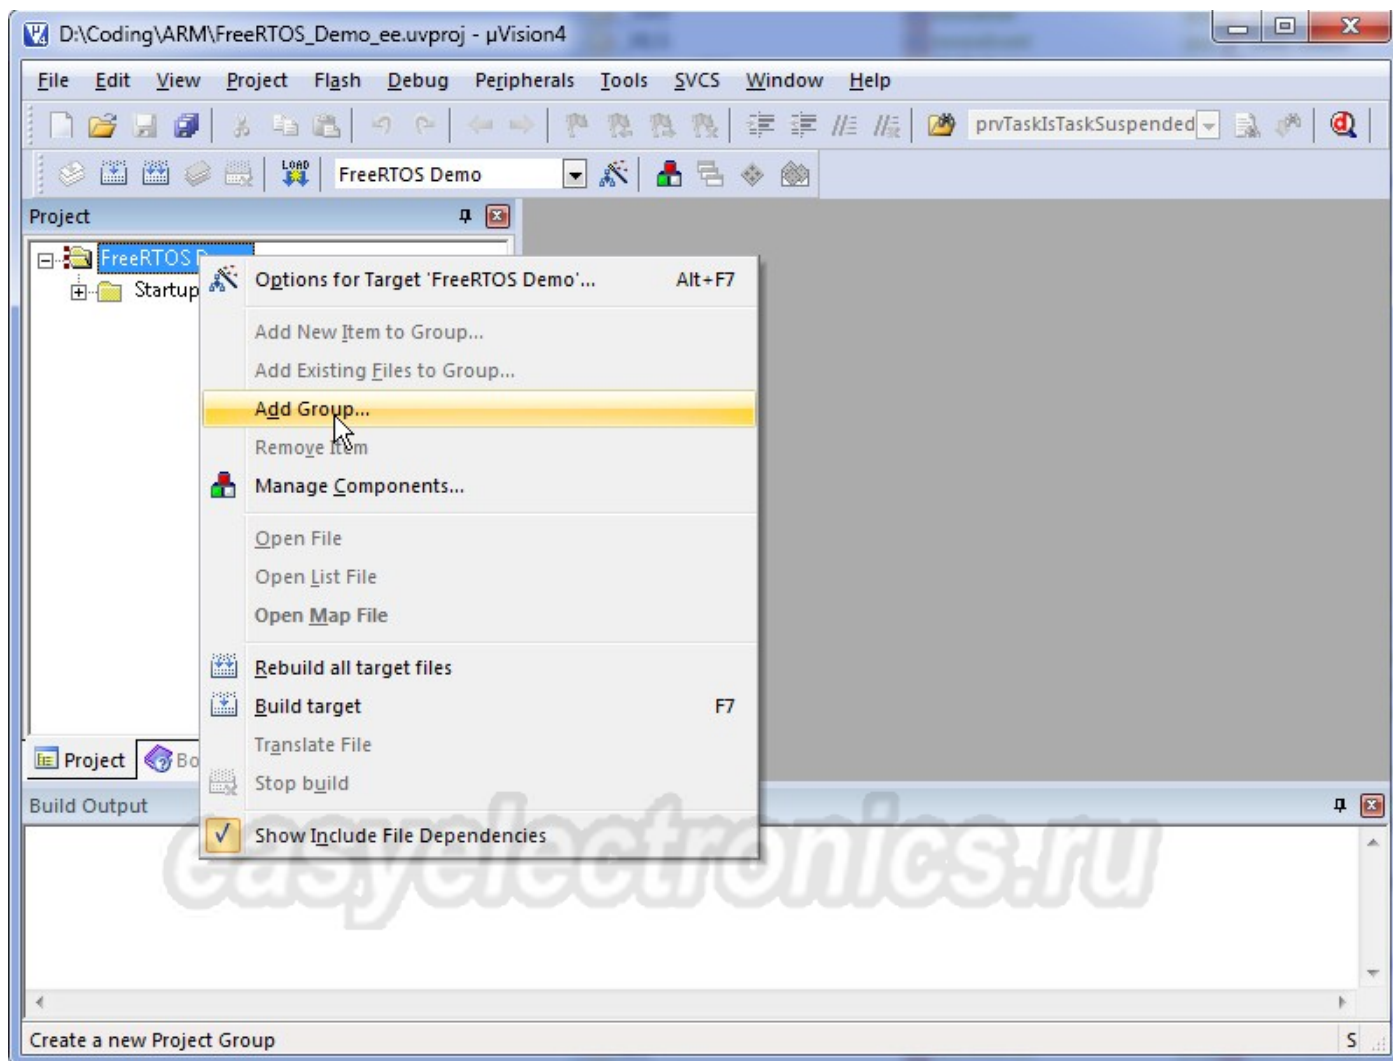 D:\Coding\ARM\FreeRTOS_Demo_ee.uvproj - µVision4
File Edit View Project Flash Debug Peripherals Tools SVCS Window Help
prvTaskIsTaskSuspended
LOAD FreeRTOS Demo
Project
FreeRTOS D
Startup
Options for Target 'FreeRTOS Demo'... Alt+F7
Add New Item to Group...
Add Existing Files to Group...
Add Group...
Remove Item
Manage Components...
Open File
Open List File
Open Map File
Rebuild all target files
Build target F7
Translate File
Stop build
Show Include File Dependencies
Project Bo
Build Output
easyelectronics.ru
Create a new Project Group S